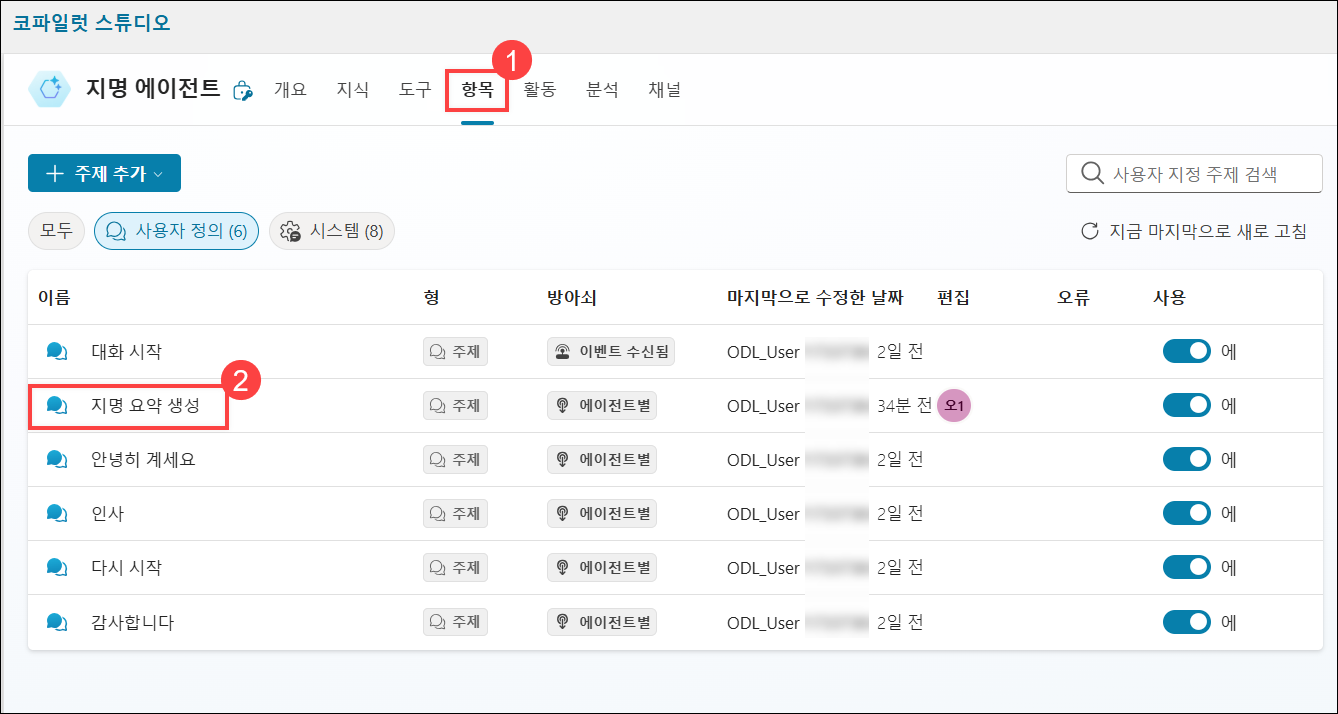 코파일럿 스튜디오
지명 에이전트 개요 지식 도구 항목 1 활동 분석 채널
주제 추가
사용자 지정 주제 검색
모두 사용자 정의 (6) 시스템 (8)
지금 마지막으로 새로 고침
이름 형 방아쇠 마지막으로 수정한 날짜 편집 오류 사용
대화 시작 주제 이벤트 수신됨 ODL_User 2일 전 에
2
지명 요약 생성 주제 에이전트별 ODL_User 34분 전 오1 에
안녕히 계세요 주제 에이전트별 ODL_User 2일 전 에
인사 주제 에이전트별 ODL_User 2일 전 에
다시 시작 주제 에이전트별 ODL_User 2일 전 에
감사합니다 주제 에이전트별 ODL_User 2일 전 에